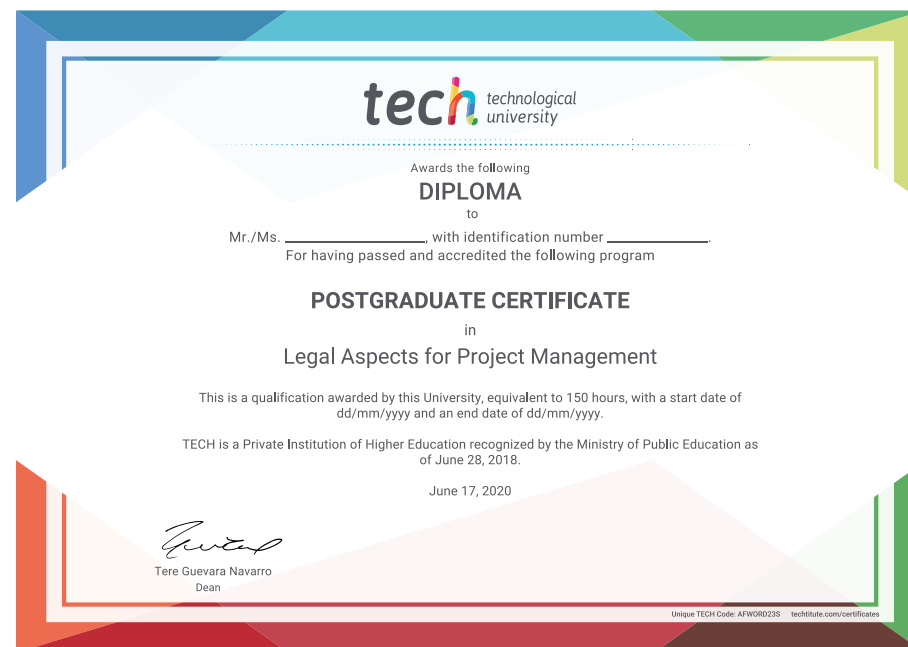 tech technological
university
Awards the following
DIPLOMA
to
Mr./Ms. ____________________, with identification number ______________.
For having passed and accredited the following program
POSTGRADUATE CERTIFICATE
in
Legal Aspects for Project Management
This is a qualification awarded by this University, equivalent to 150 hours, with a start date of
dd/mm/yyyy and an end date of dd/mm/yyyy.
TECH is a Private Institution of Higher Education recognized by the Ministry of Public Education as
of June 28, 2018.
June 17, 2020
Tere Guevara Navarro
Dean
Unique TECH Code: AFWORD23S techtitute.com/certificates